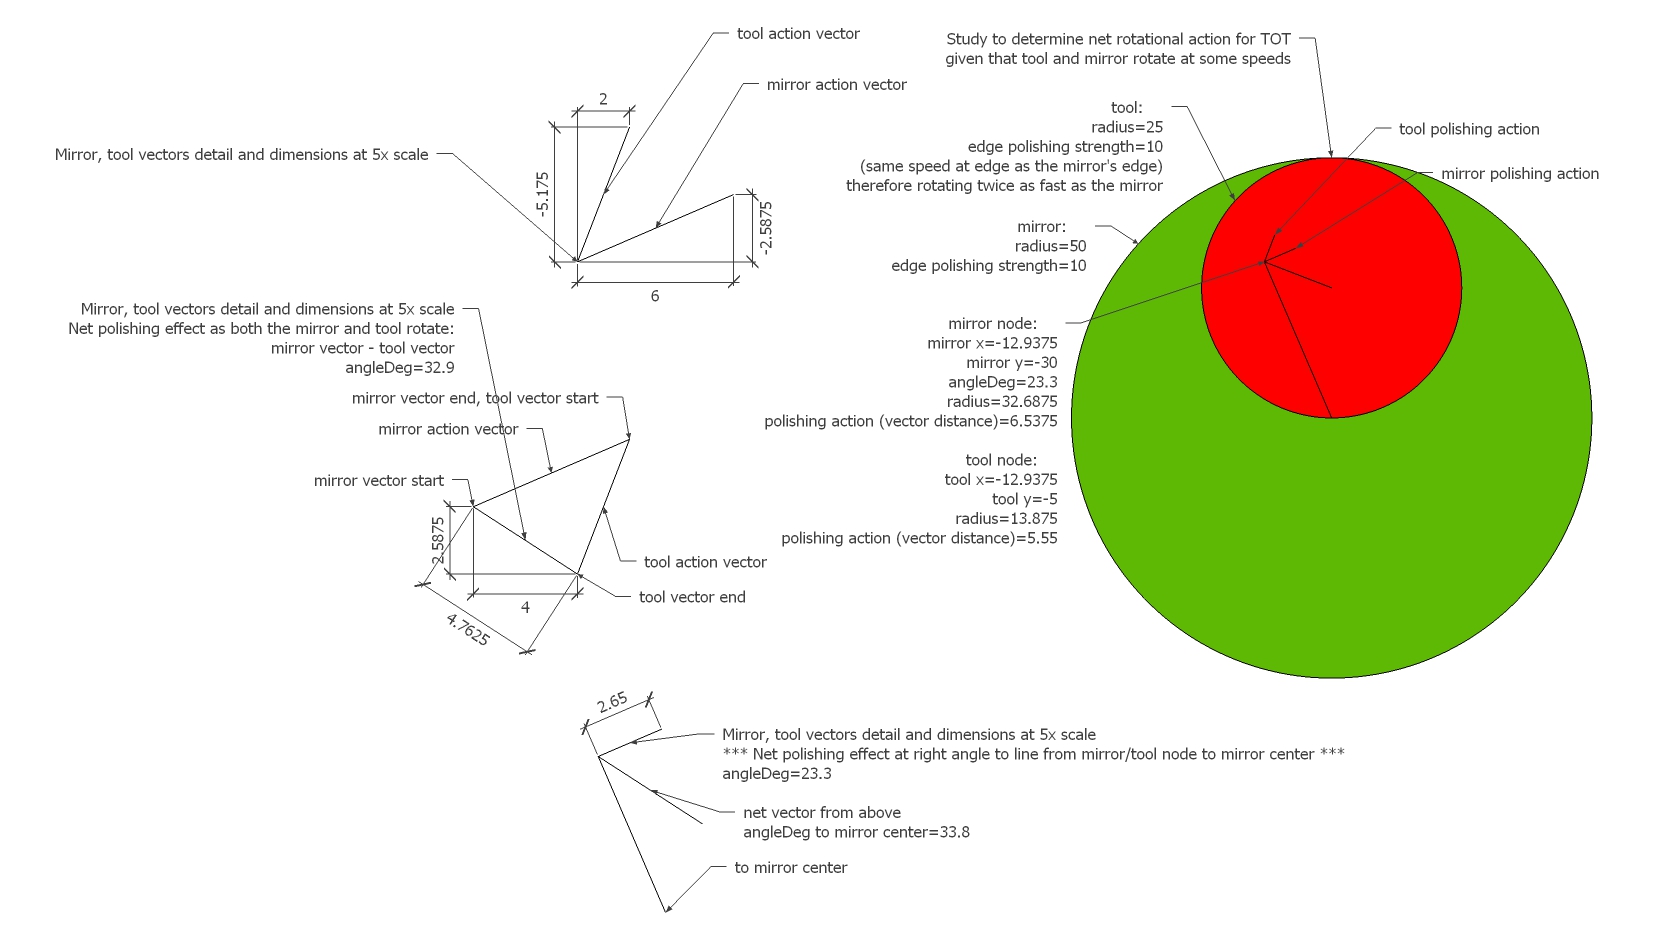 tool action vector
mirror action vector
2
Mirror, tool vectors detail and dimensions at 5x scale
-5.175
-2.5875
6
Study to determine net rotational action for TOT
given that tool and mirror rotate at some speeds
tool:
radius=25
edge polishing strength=10
(same speed at edge as the mirror's edge)
therefore rotating twice as fast as the mirror
tool polishing action
mirror polishing action
mirror:
radius=50
edge polishing strength=10
mirror node:
mirror x=-12.9375
mirror y=-30
angleDeg=23.3
radius=32.6875
polishing action (vector distance)=6.5375
tool node:
tool x=-12.9375
tool y=-5
radius=13.875
polishing action (vector distance)=5.55
Mirror, tool vectors detail and dimensions at 5x scale
Net polishing effect as both the mirror and tool rotate:
mirror vector - tool vector
angleDeg=32.9
mirror vector end, tool vector start
mirror action vector
mirror vector start
2.5875
4
4.7625
tool action vector
tool vector end
2.65
Mirror, tool vectors detail and dimensions at 5x scale
*** Net polishing effect at right angle to line from mirror/tool node to mirror center ***
angleDeg=23.3
net vector from above
angleDeg to mirror center=33.8
to mirror center